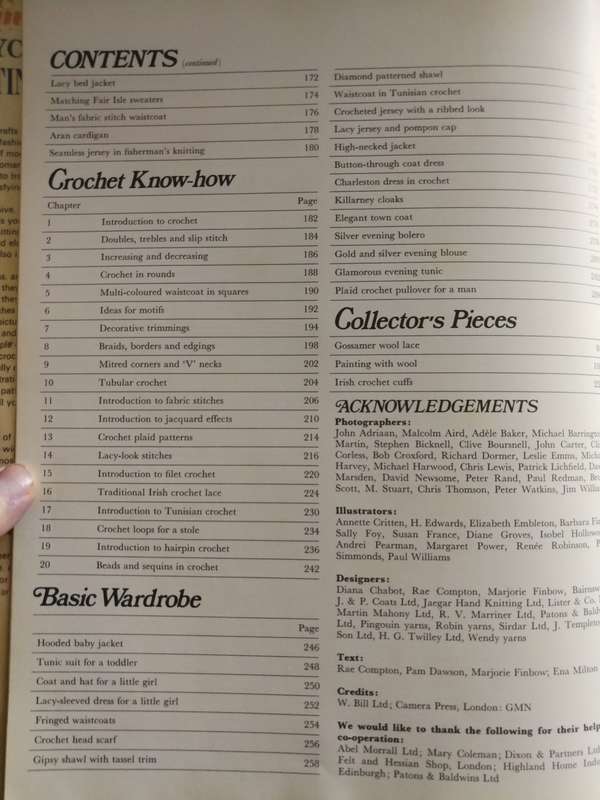 CONTENTS (continued)
Lacy bed jacket 172
Matching Fair Isle sweaters 174
Man's fabric stitch waistcoat 176
Aran cardigan 178
Seamless jersey in fisherman's knitting 180
Crochet Know-how
Chapter Page
1 Introduction to crochet 182
2 Doubles, trebles and slip stitch 184
3 Increasing and decreasing 186
4 Crochet in rounds 188
5 Multi-coloured waistcoat in squares 190
6 Ideas for motifs 192
7 Decorative trimmings 194
8 Braids, borders and edgings 198
9 Mitred corners and 'V' necks 202
10 Tubular crochet 204
11 Introduction to fabric stitches 206
12 Introduction to jacquard effects 210
13 Crochet plaid patterns 214
14 Lacy-look stitches 216
15 Introduction to filet crochet 220
16 Traditional Irish crochet lace 224
17 Introduction to Tunisian crochet 230
18 Crochet loops for a stole 234
19 Introduction to hairpin crochet 236
20 Beads and sequins in crochet 242
Basic Wardrobe
Page
Hooded baby jacket 246
Tunic suit for a toddler 248
Coat and hat for a little girl 250
Lacy-sleeved dress for a little girl 252
Fringed waistcoats 254
Crochet head scarf 256
Gipsy shawl with tassel trim 258
Diamond patterned shawl
Waistcoat in Tunisian crochet
Crocheted jersey with a ribbed look
Lacy jersey and pompon cap
High-necked jacket
Button-through coat dress
Charleston dress in crochet
Killarney cloaks
Elegant town coat
Silver evening bolero
Gold and silver evening blouse
Glamorous evening tunic
Plaid crochet pullover for a man
Collector's Pieces
Gossamer wool lace
Painting with wool
Irish crochet cuffs
ACKNOWLEDGEMENTS
Photographers:
John Adriaan, Malcolm Aird, Adèle Baker, Michael
Martin, Stephen Bicknell, Clive Boursnell, John Carter,
Corless, Bob Croxford, Richard Dormer, Leslie Emms,
Harvey, Michael Harwood, Chris Lewis, Patrick Lichfield,
Marsden, David Newsome, Peter Rand, Paul Redman,
Scott, M. Stuart, Chris Thomson, Peter Watkins, Jim
Illustrators:
Annette Critten, H. Edwards, Elizabeth Embleton, Barbara
Sally Foy, Susan France, Diane Groves, Isobel
Andrei Pearman, Margaret Power, Renée Robinson,
Simmonds, Paul Williams
Designers:
Diana Chabot, Rae Compton, Marjorie Finbow,
J. & P. Coats Ltd, Jaegar Hand Knitting Ltd, Lister & Co.
Martin Mahony Ltd, R. V. Marriner Ltd, Patons &
Ltd, Pingouin yarns, Robin yarns, Sirdar Ltd, J.
Son Ltd, H. G. Twilley Ltd, Wendy yarns
Text:
Rae Compton, Pam Dawson, Marjorie Finbow, Ena Milton
Credits:
W. Bill Ltd; Camera Press, London: GMN
We would like to thank the following for their help
co-operation:
Abel Morrall Ltd; Mary Coleman; Dixon & Partners
Felt and Hessian Shop, London; Highland Home
Edinburgh; Patons & Baldwins Ltd